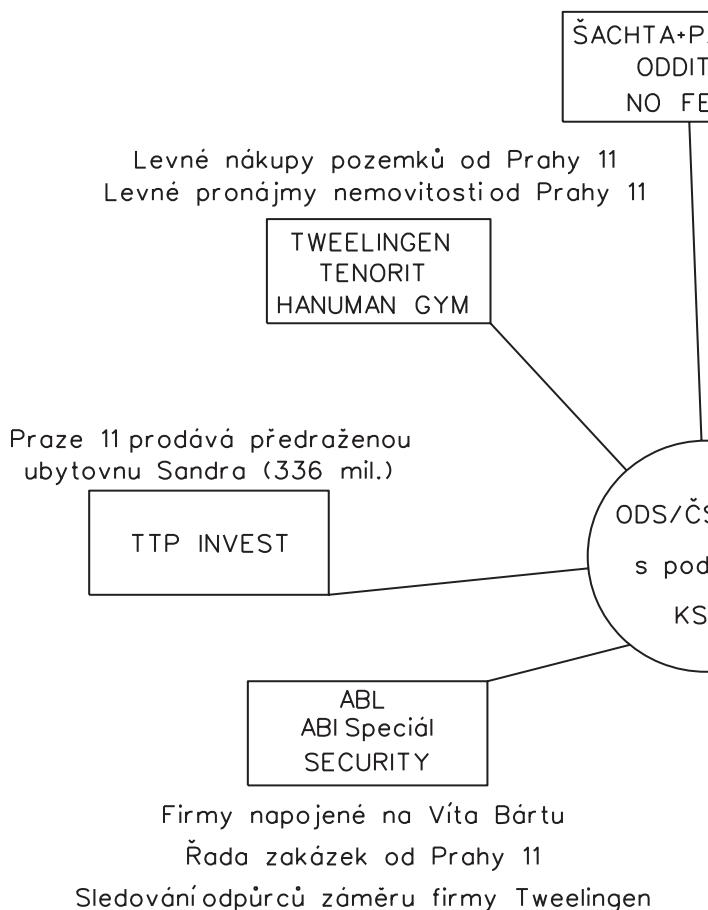 ŠACHTA+P
ODDIT
NO FE
Levné nákupy pozemků od Prahy 11
Levné pronájmy nemovitosti od Prahy 11
TWEELINGEN
TENORIT
HANUMAN GYM
Praze 11 prodává předraženou
ubytovnu Sandra (336 mil.)
TTP INVEST
ODS/ČS
s pod
KS
ABL
ABI Speciál
SECURITY
Firmy napojené na Víta Bártu
Řada zakázek od Prahy 11
Sledování odpůrců záměru firmy Tweelingen